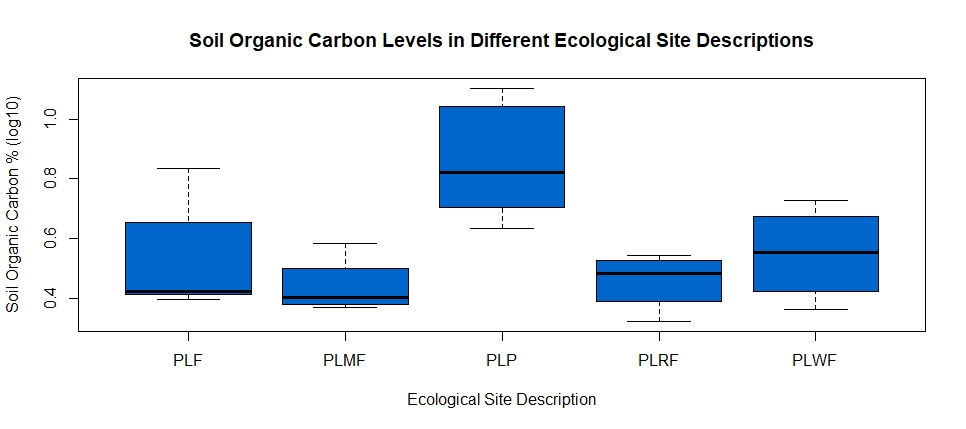 Soil Organic Carbon Levels in Different Ecological Site Descriptions
Soil Organic Carbon % (log10)
1.0
0.8
0.6
0.4
PLF PLMF PLP PLRF PLWF
Ecological Site Description